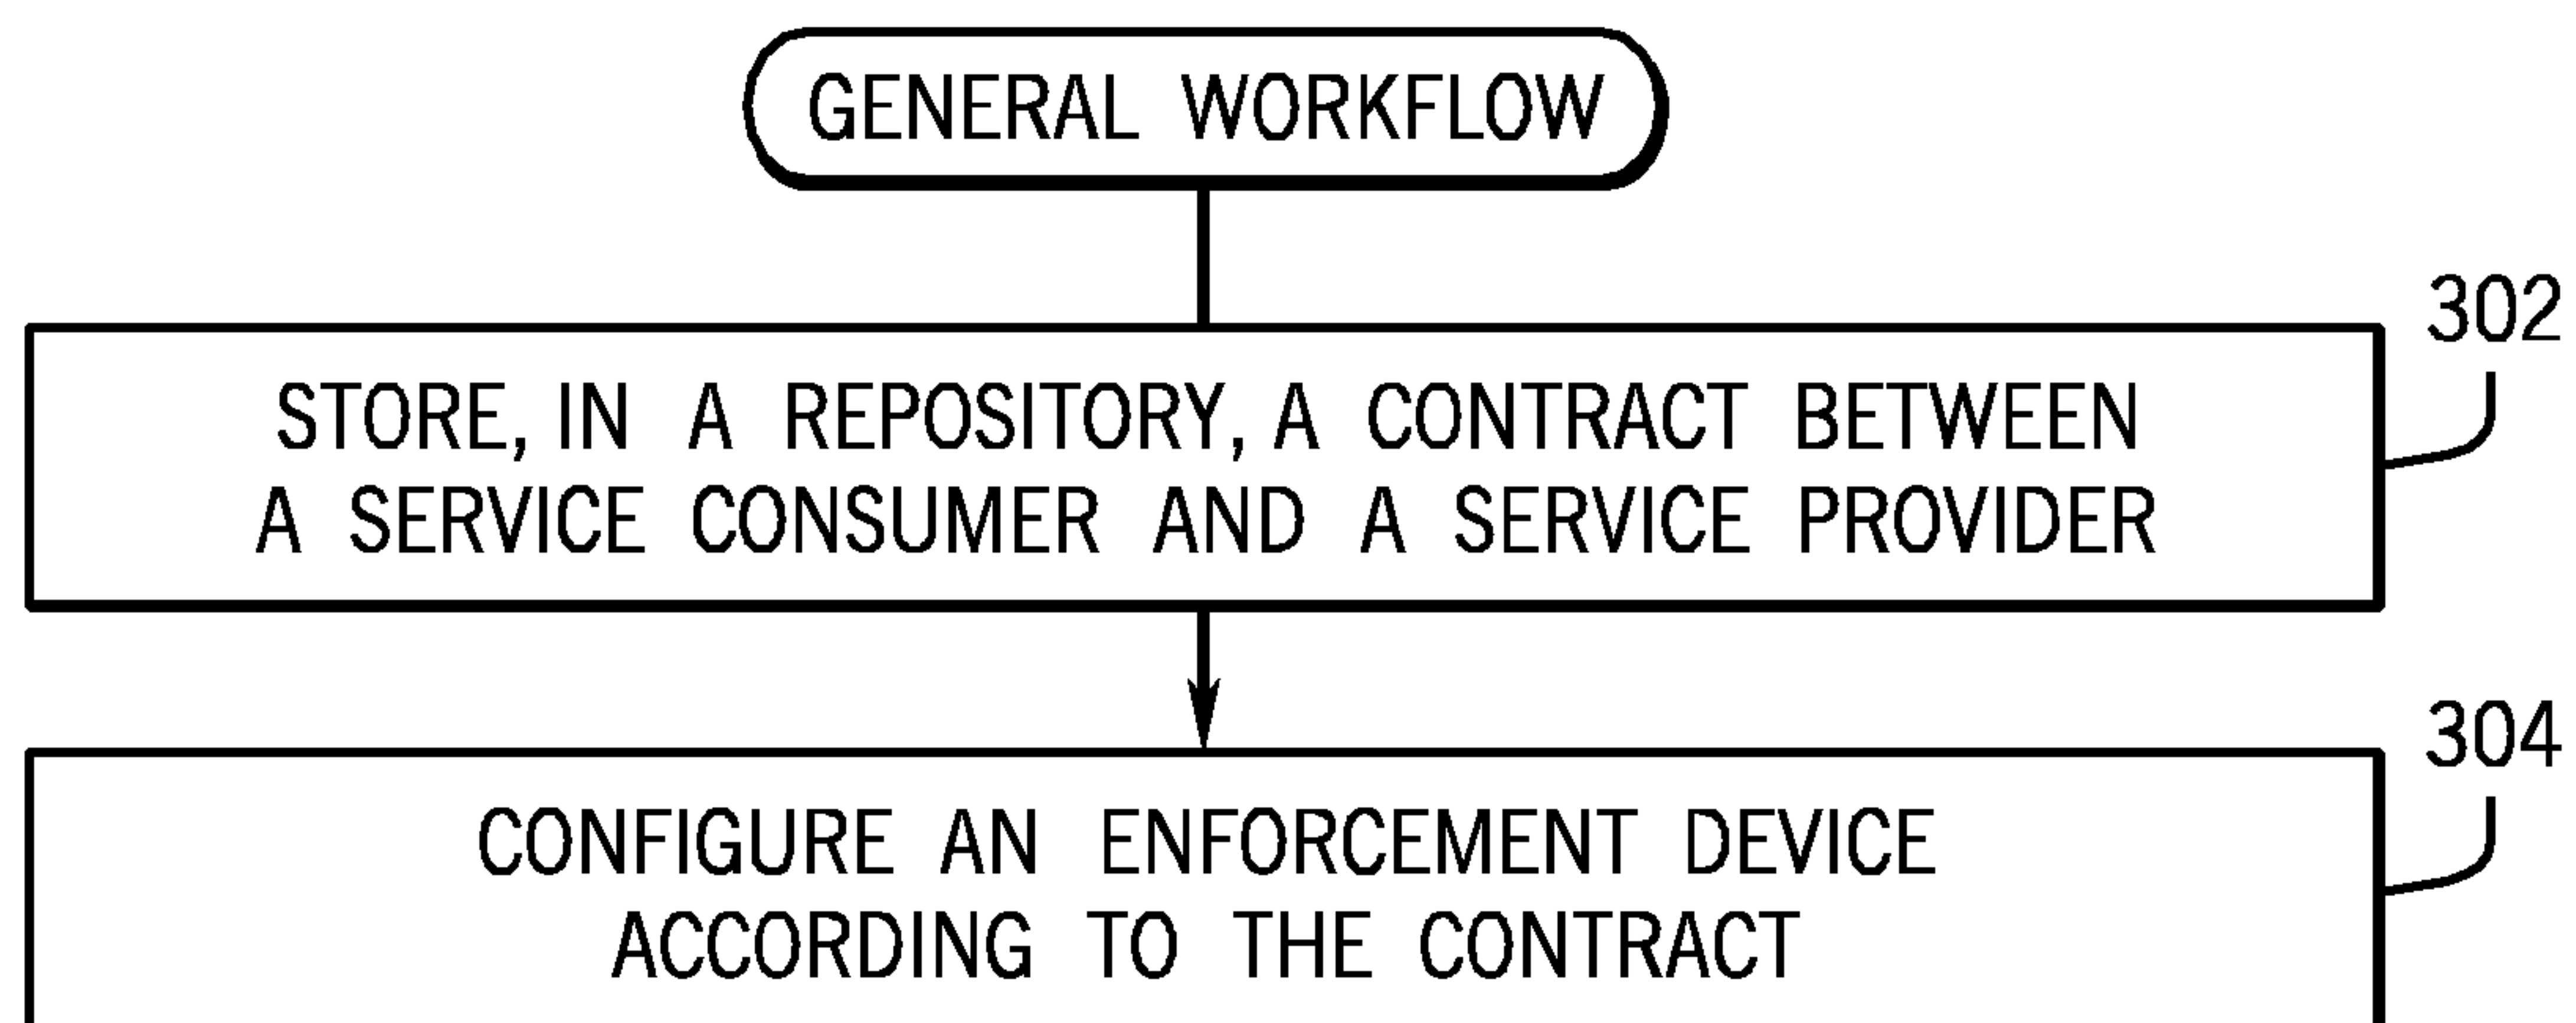 GENERAL WORKFLOW
302
STORE, IN A REPOSITORY, A CONTRACT BETWEEN
A SERVICE CONSUMER AND A SERVICE PROVIDER
304
CONFIGURE AN ENFORCEMENT DEVICE
ACCORDING TO THE CONTRACT